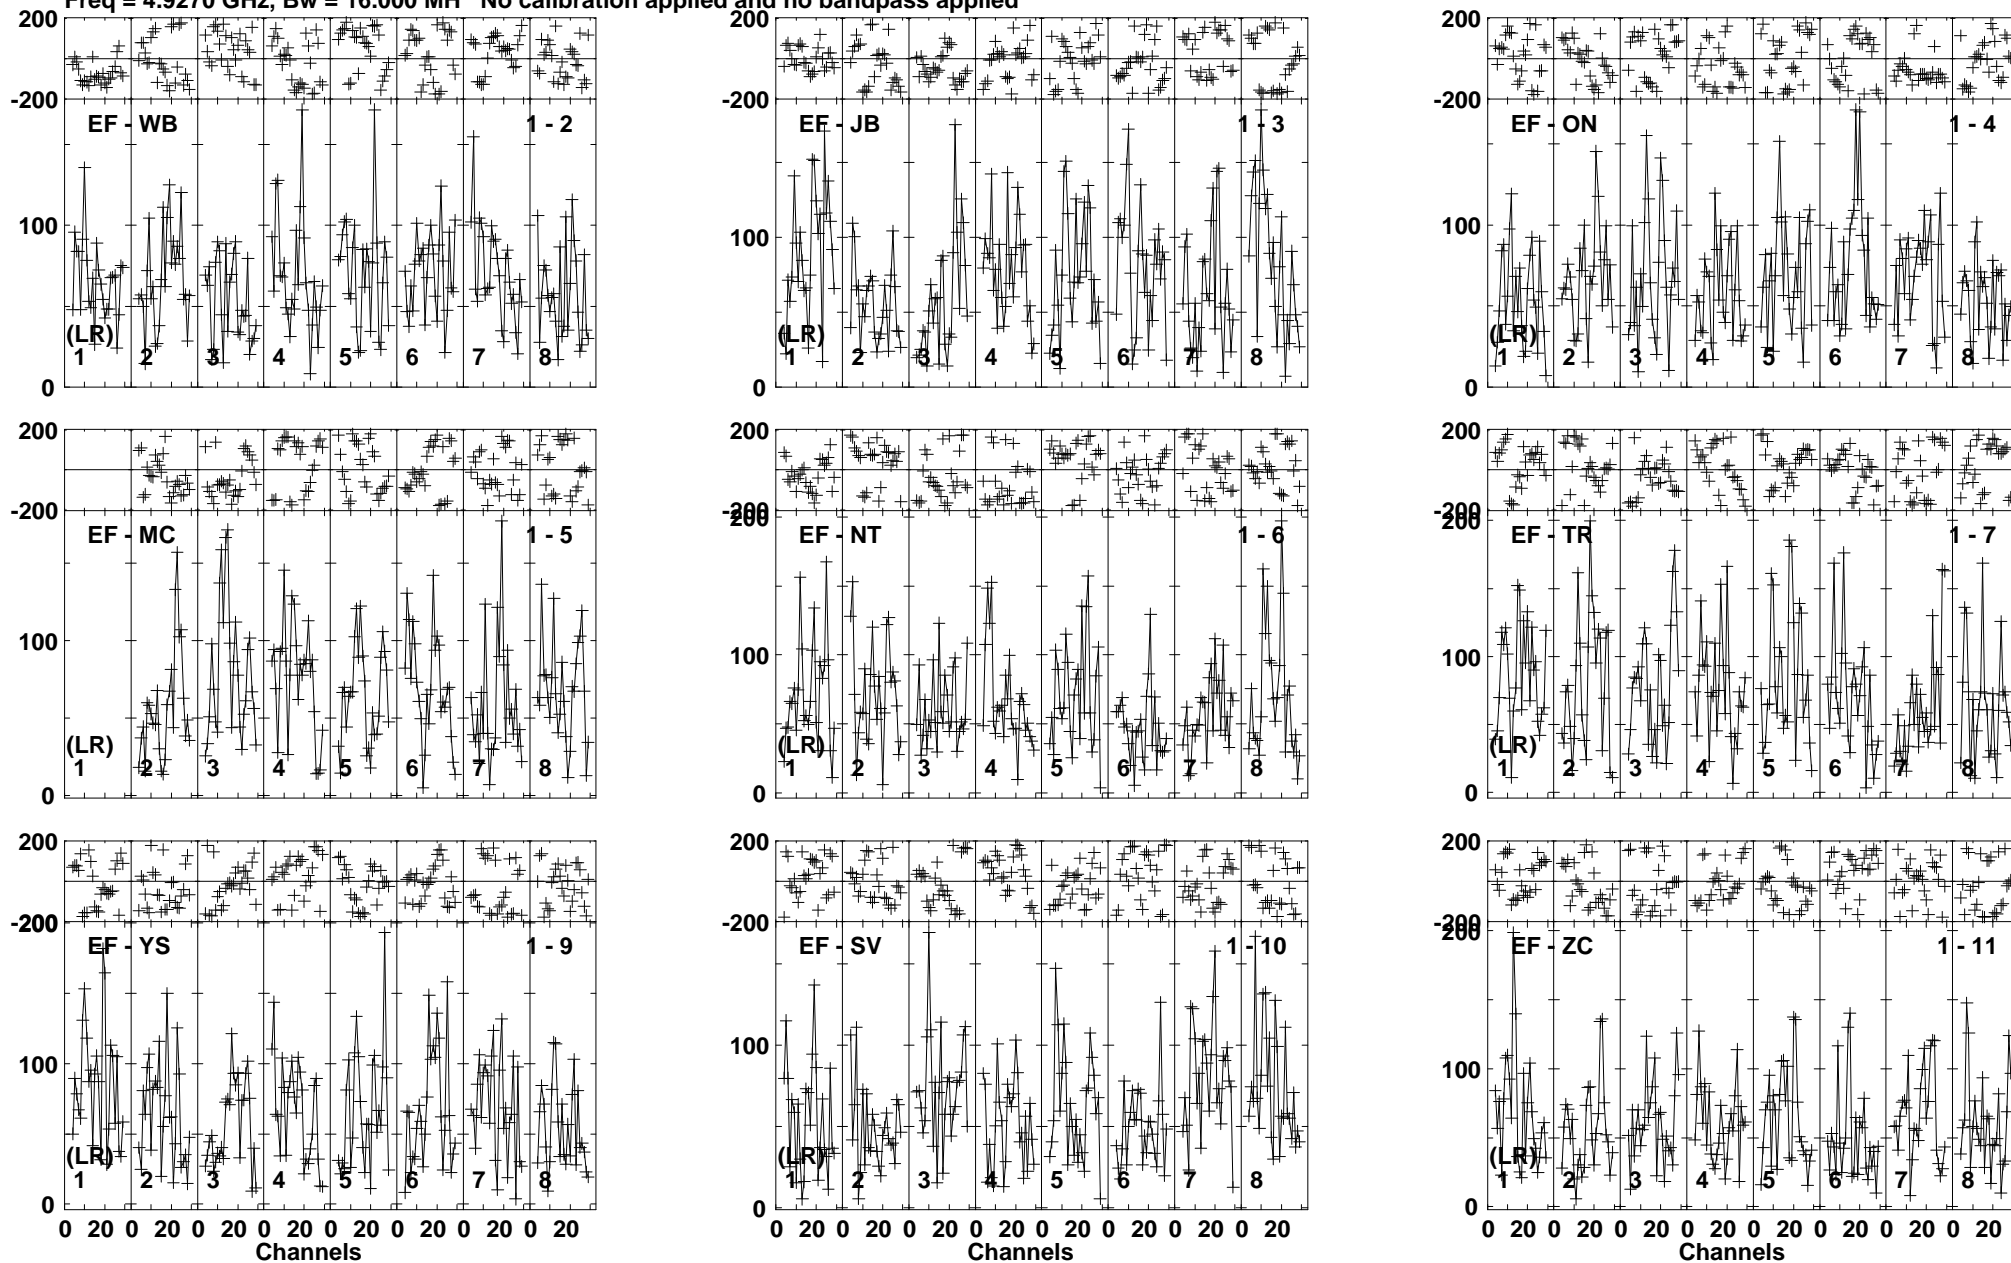 Freq = 4.9270 GHz, Bw = 16.000 MH No calibration applied and no bandpass applied
200 200 200
-200 -200 -200
EF - WB 1 - 2 EF - JB 1 - 3 EF - ON 1 - 4
100 100 100
(LR) (LR) (LR)
1 2 3 4 5 6 7 8 1 2 3 4 5 6 7 8 1 2 3 4 5 6 7 8
0 0 0
200 200 200
-200 -200 -200
200 200
EF - MC 1 - 5 EF - NT 1 - 6 EF - TR 1 - 7
100 100 100
(LR) (LR) (LR)
1 2 3 4 5 6 7 8 1 2 3 4 5 6 7 8 1 2 3 4 5 6 7 8
0 0 0
200 200 200
-200 -200 -200
200 200
EF - YS 1 - 9 EF - SV 1 - 10 EF - ZC 1 - 11
100 100 100
(LR) (LR) (LR)
1 2 3 4 5 6 7 8 1 2 3 4 5 6 7 8 1 2 3 4 5 6 7 8
0 0 0
0 20 0 20 0 20 0 20 0 20 0 20 0 20 0 20 0 20 0 20 0 20 0 20 0 20 0 20 0 20 0 20 0 20 0 20 0 20 0 20 0 20 0 20 0 20 0 20
Channels Channels Channels